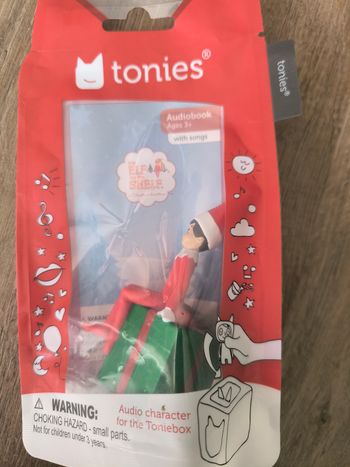 tonies®
tonies®
Audiobook
Ages 3+
with songs
THE
ELF
ON THE
SHELF
WARNING:
CHOKING HAZARD - small parts.
Not for children under 3 years.
Audio character
for the Toniebox